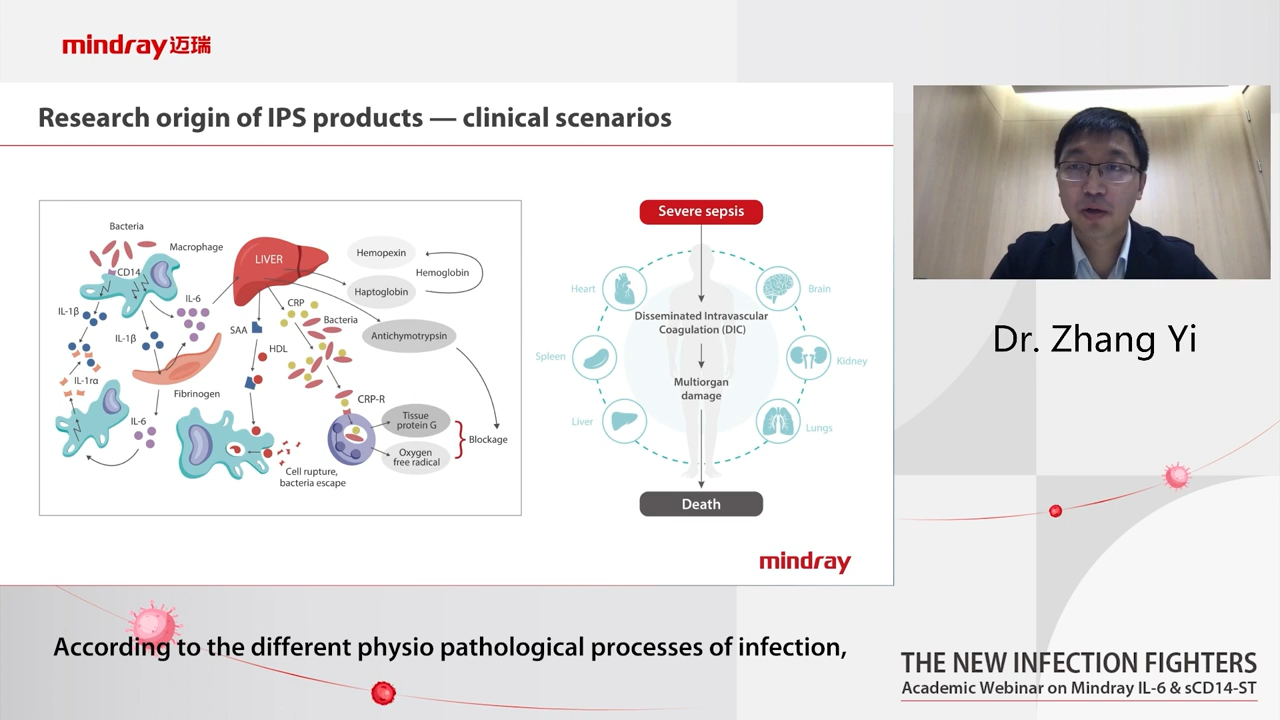 mindray迈瑞
Research origin of IPS products — clinical scenarios
Bacteria
Macrophage
CD14
IL-1β
IL-6
IL-1β
IL-1rα
Fibrinogen
IL-6
LIVER
Hemopexin
Hemoglobin
Haptoglobin
CRP
Bacteria
SAA
Antichymotrypsin
HDL
CRP-R
Tissue
protein G
Blockage
Oxygen
free radical
Cell rupture,
bacteria escape
Severe sepsis
Heart
Brain
Disseminated Intravascular
Coagulation (DIC)
Spleen
Kidney
Multiorgan
damage
Liver
Lungs
Death
mindray
Dr. Zhang Yi
According to the different physio pathological processes of infection,
THE NEW INFECTION FIGHTERS
Academic Webinar on Mindray IL-6 & sCD14-ST